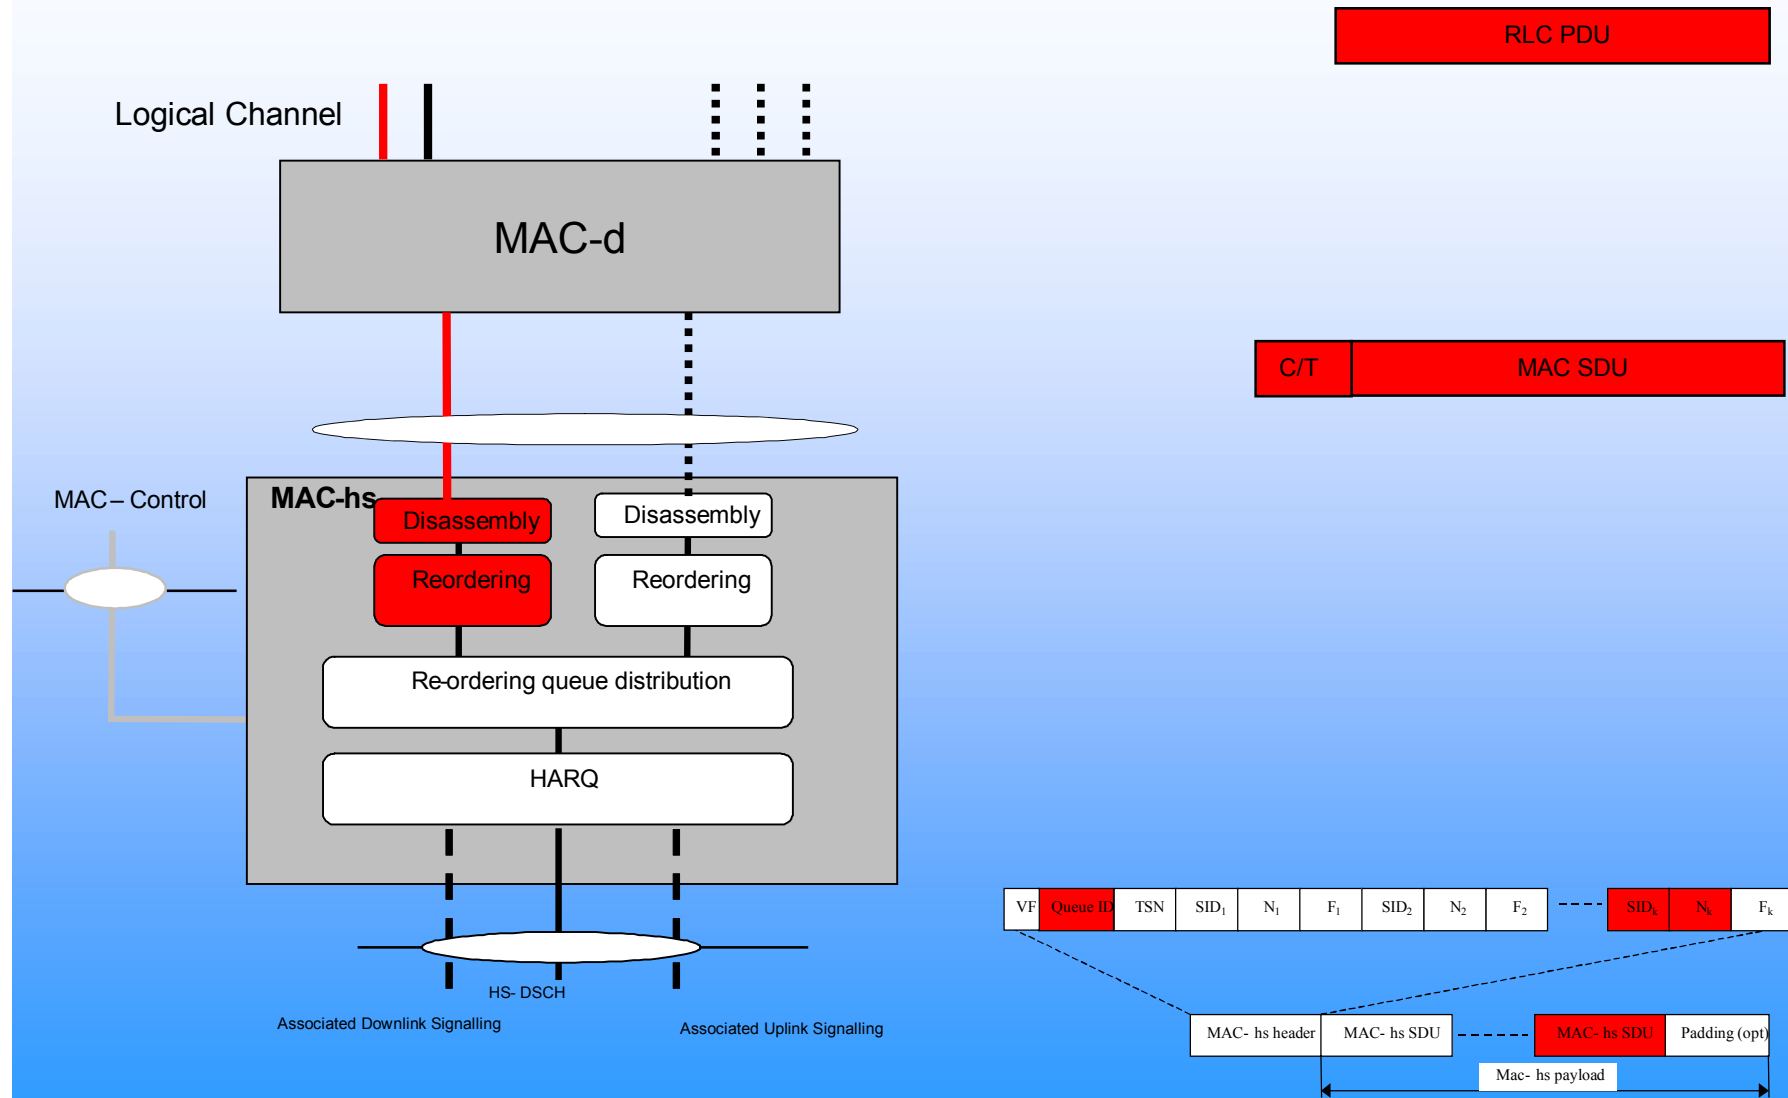 RLC PDU
Logical Channel
MAC-d
C/T MAC SDU
MAC – Control
MAC-hs
Disassembly Disassembly
Reordering Reordering
Re-ordering queue distribution
HARQ
VF Queue ID TSN SID1 N1 F1 SID2 N2 F2 SIDk Nk Fk
HS- DSCH
Associated Downlink Signalling Associated Uplink Signalling
MAC- hs header MAC- hs SDU MAC- hs SDU Padding (opt)
Mac- hs payload